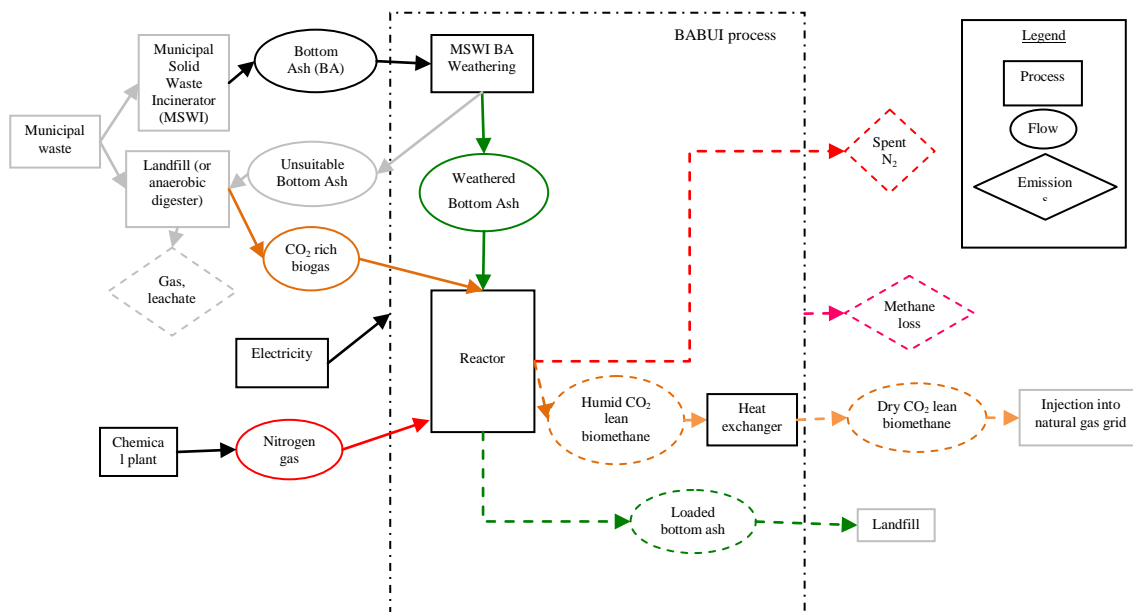 BABUI process
Legend
Process
Flow
Emission
s
Municipal
Solid
Waste
Incinerator
(MSWI)
Bottom
Ash (BA)
MSWI BA
Weathering
Municipal
waste
Landfill (or
anaerobic
digester)
Unsuitable
Bottom Ash
Weathered
Bottom Ash
Spent
N2
CO2 rich
biogas
Gas,
leachate
Methane
loss
Electricity
Reactor
Humid CO2
lean
biomethane
Heat
exchanger
Dry CO2 lean
biomethane
Injection into
natural gas grid
Chemica
l plant
Nitrogen
gas
Loaded
bottom ash
Landfill